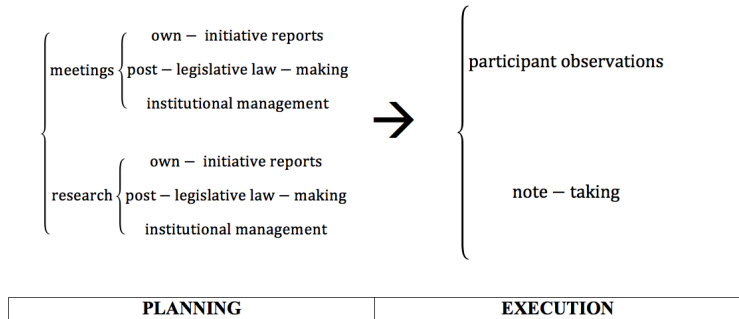 own − initiative reports
meetings post − legislative law − making
institutional management
own − initiative reports
research post − legislative law − making
institutional management
→
participant observations
note − taking
PLANNING
EXECUTION